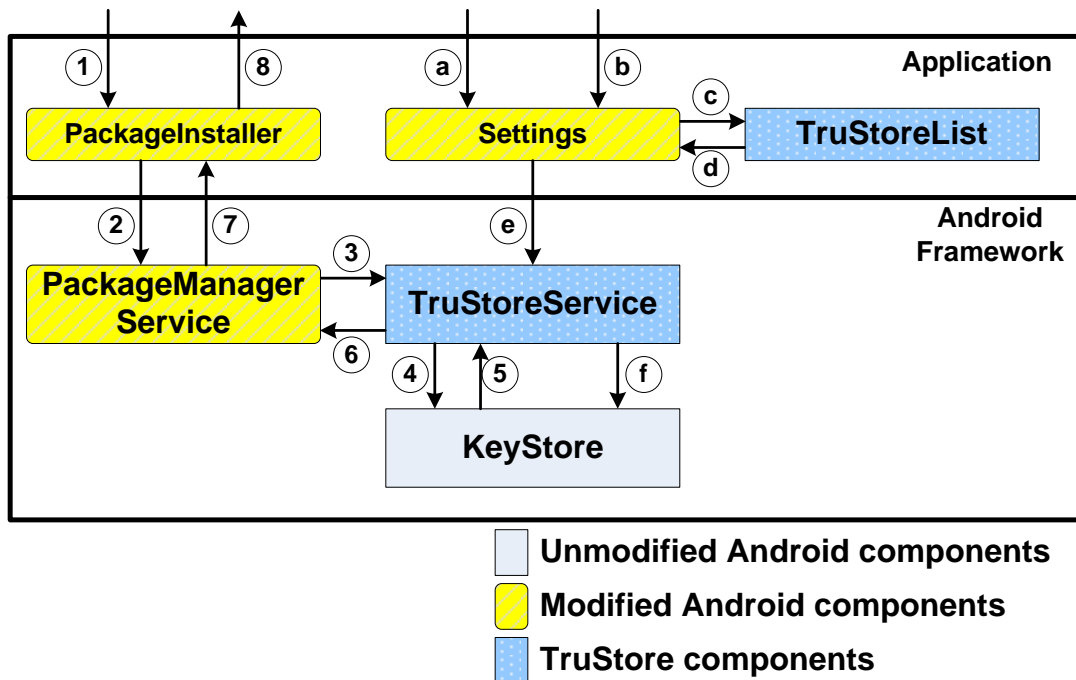 1
8
a
b
Application
c
PackageInstaller
Settings
TruStoreList
d
2
7
e
Android
Framework
3
PackageManager
Service
TruStoreService
6
4
5
f
KeyStore
Unmodified Android components
Modified Android components
TruStore components